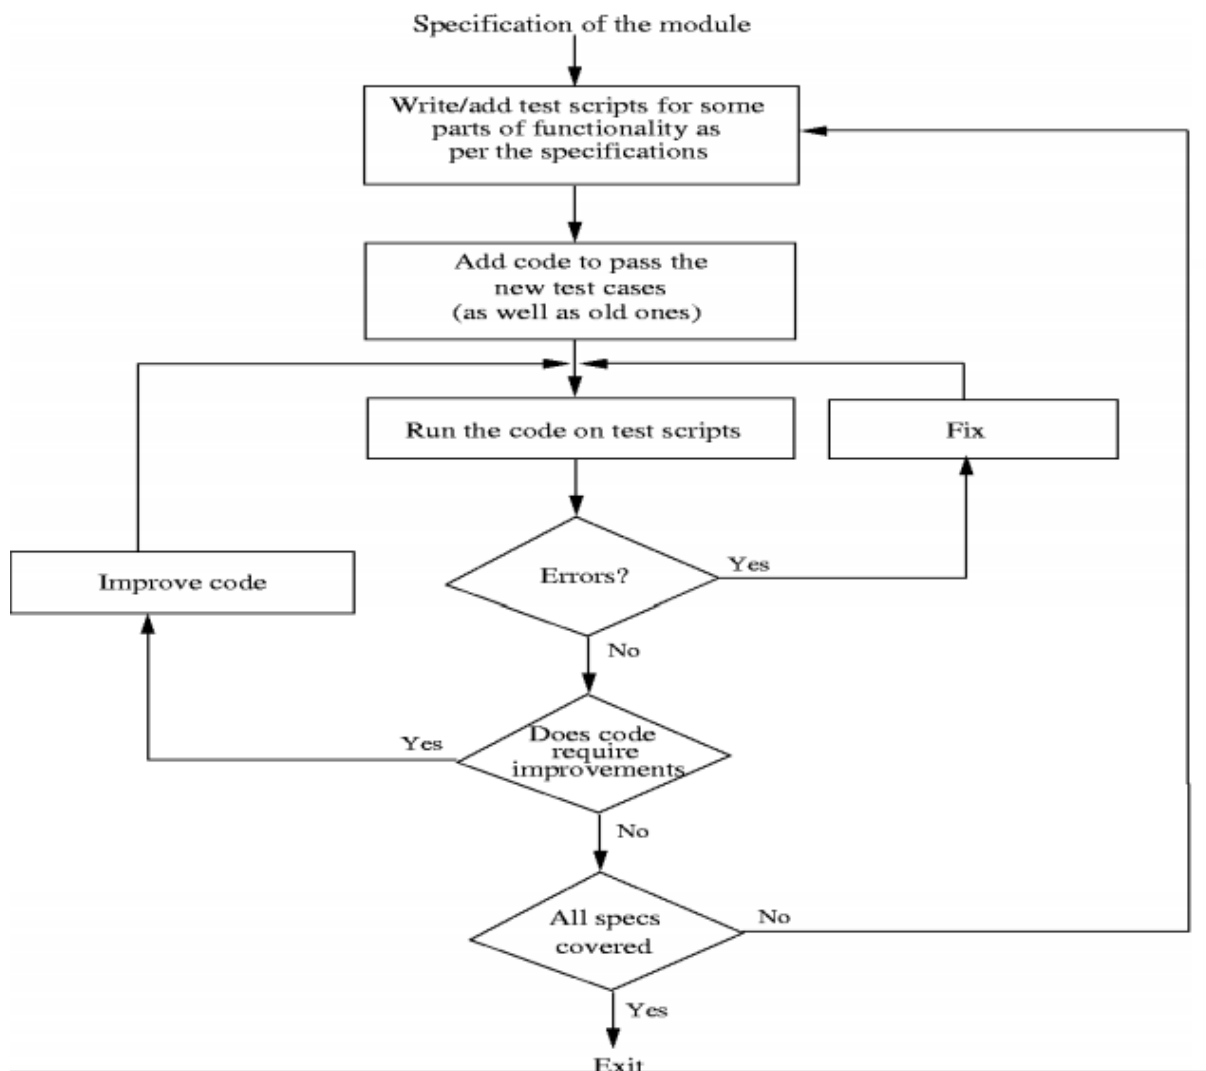 Specification of the module
Write/add test scripts for some
parts of functionality as
per the specifications
Add code to pass the
new test cases
(as well as old ones)
Run the code on test scripts
Fix
Errors?
Yes
Improve code
No
Does code
require
improvements
Yes
No
All specs
covered
No
Yes
Exit